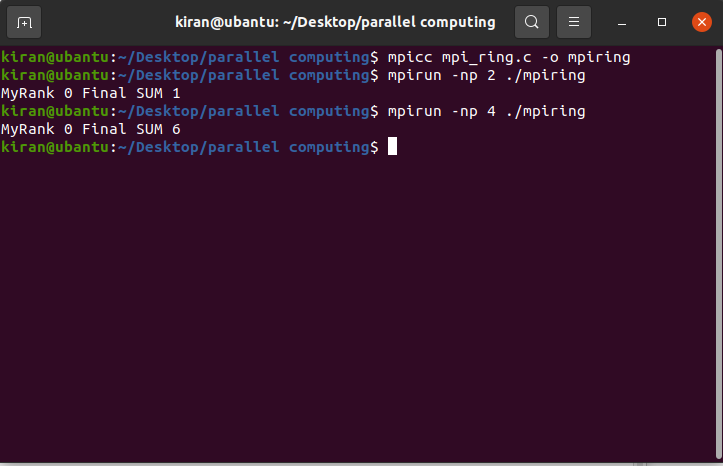 kiran@ubantu: ~/Desktop/parallel computing
kiran@ubantu:~/Desktop/parallel computing$ mpicc mpi_ring.c -o mpiring
kiran@ubantu:~/Desktop/parallel computing$ mpirun -np 2 ./mpiring
MyRank 0 Final SUM 1
kiran@ubantu:~/Desktop/parallel computing$ mpirun -np 4 ./mpiring
MyRank 0 Final SUM 6
kiran@ubantu:~/Desktop/parallel computing$